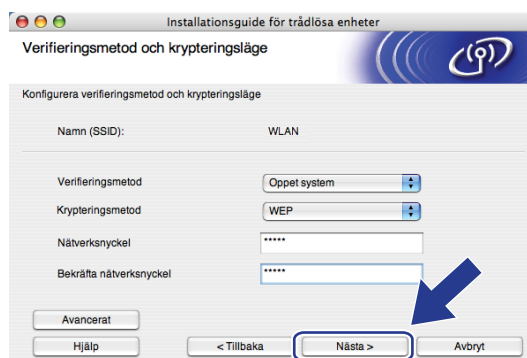 Installationsguide för trådlösa enheter
Verifieringsmetod och krypteringsläge
Konfigurera verifieringsmetod och krypteringsläge
Namn (SSID): WLAN
Verifieringsmetod Oppet system
Krypteringsmetod WEP
Nätverksnyckel *****
Bekräfta nätverksnyckel *****
Avancerat
Hjälp < Tillbaka Nästa > Avbryt